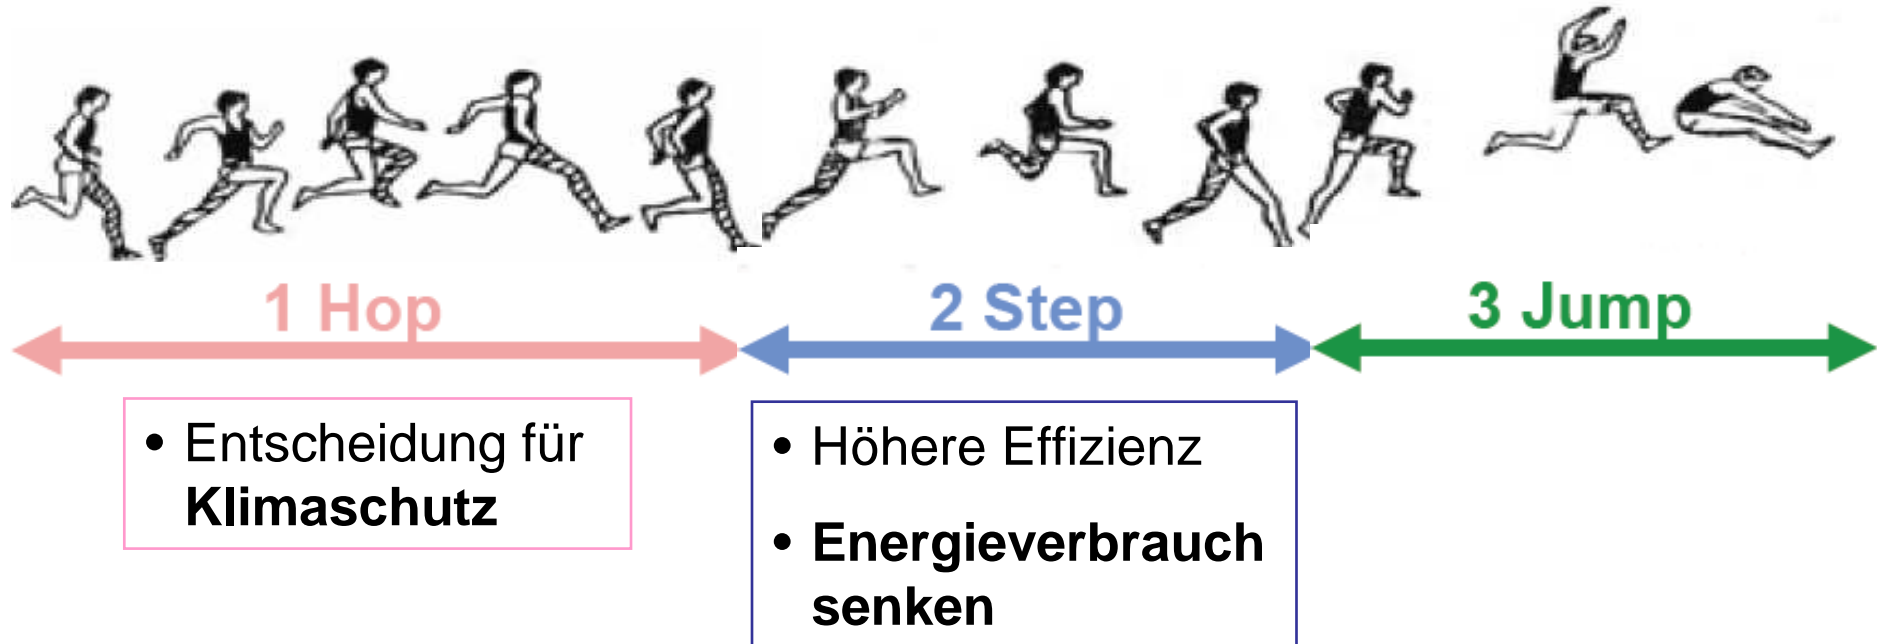 1 Hop
2 Step
3 Jump
• Entscheidung für
Klimaschutz
• Höhere Effizienz
• Energieverbrauch
senken